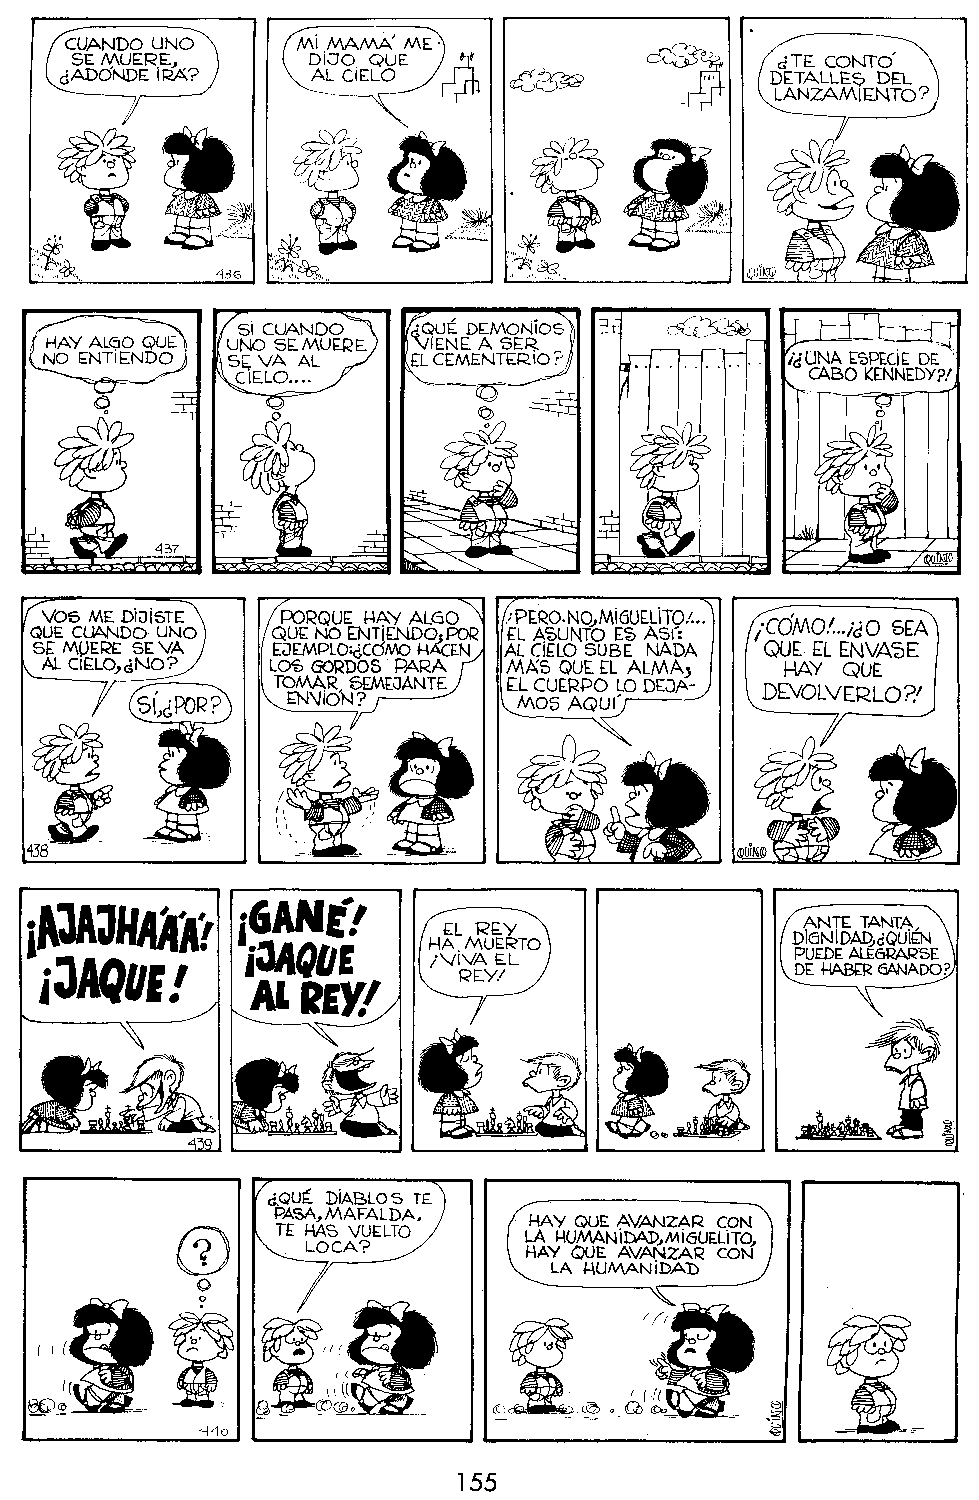 CUANDO UNO
SE MUERE,
¿ADÓNDE IRÁ?
436
MI MAMÁ ME
DIJO QUE
AL CIELO
¿TE CONTÓ
DETALLES DEL
LANZAMIENTO?
QUINO
HAY ALGO QUE
NO ENTIENDO
437
SI CUANDO
UNO SE MUERE
SE VA AL
CIELO....
¿QUÉ DEMONIOS
VIENE A SER
EL CEMENTERIO?
¡¿UNA ESPECIE DE
CABO KENNEDY?!
QUINO
VOS ME DIJISTE
QUE CUANDO UNO
SE MUERE SE VA
AL CIELO, ¿NO?
SÍ, ¿POR?
438
PORQUE HAY ALGO
QUE NO ENTIENDO; POR
EJEMPLO: ¿CÓMO HACEN
LOS GORDOS PARA
TOMAR SEMEJANTE
ENVIÓN?
¡PERO.NO, MIGUELITO!...
EL ASUNTO ES ASÍ:
AL CIELO SUBE NADA
MÁS QUE EL ALMA;
EL CUERPO LO DEJA-
MOS AQUÍ
¡CÓMO!...¡¿O SEA
QUE EL ENVASE
HAY QUE
DEVOLVERLO?!
QUINO
¡AJAJHÁÁÁ!
¡JAQUE!
439
¡GANÉ!
¡JAQUE
AL REY!
EL REY
HA MUERTO
¡VIVA EL
REY!
ANTE TANTA
DIGNIDAD, ¿QUIÉN
PUEDE ALEGRARSE
DE HABER GANADO?
QUINO
?
440
¿QUÉ DIABLOS TE
PASA, MAFALDA.
TE HAS VUELTO
LOCA?
HAY QUE AVANZAR CON
LA HUMANIDAD, MIGUELITO,
HAY QUE AVANZAR CON
LA HUMANIDAD
QUINO
155